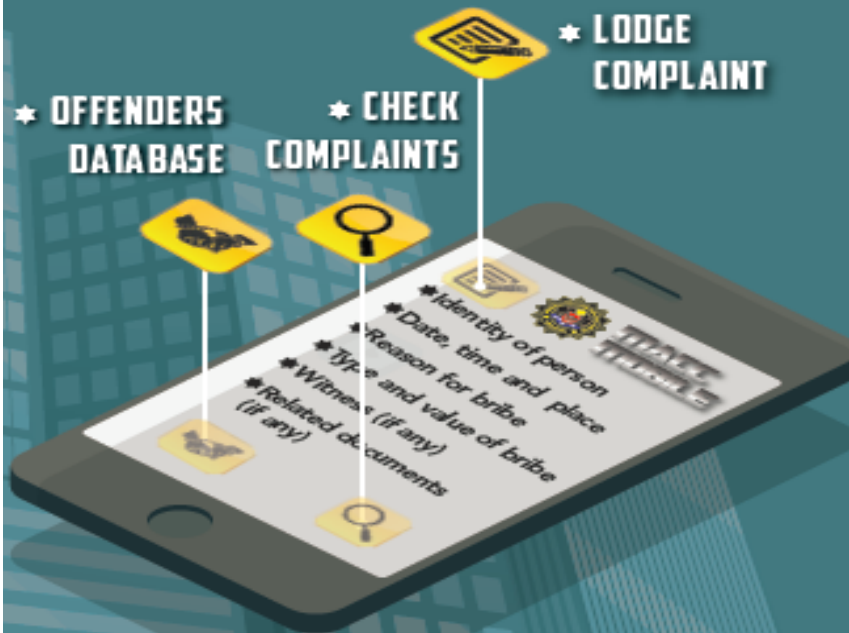 * LODGE
COMPLAINT
* OFFENDERS
DATABASE
* CHECK
COMPLAINTS
*Identity of person
*Date, time and place
*Reason for bribe
*Type and value of bribe
*Witness (if any)
*Related documents
(if any)
MACC